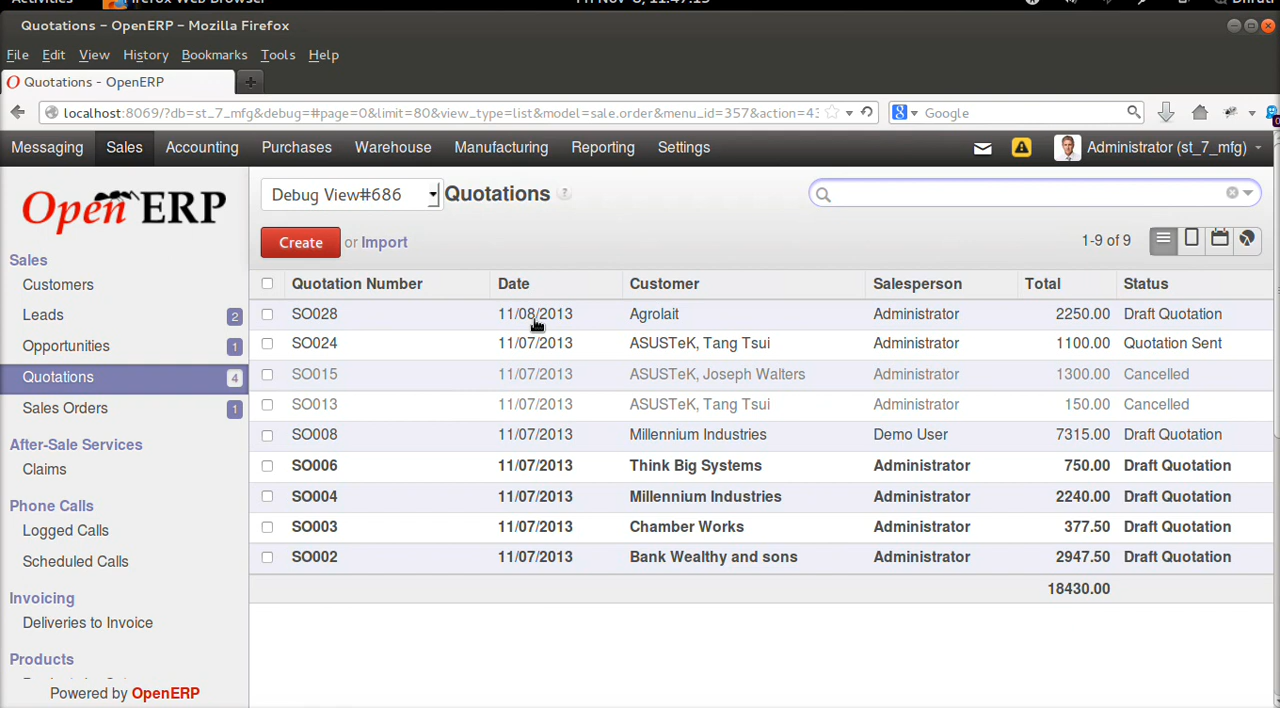 Quotations – OpenERP – Mozilla Firefox
File Edit View History Bookmarks Tools Help
Quotations - OpenERP
localhost:8069/?db=st_7_mfg&debug=#page=0&limit=80&view_type=list&model=sale.order&menu_id=357&action=43 Google
Messaging Sales Accounting Purchases Warehouse Manufacturing Reporting Settings Administrator (st_7_mfg)
Open ERP
Debug View#686 Quotations ?
Create or Import 1-9 of 9
Sales
Customers
Leads 2
Opportunities 1
Quotations 4
Sales Orders 1
After-Sale Services
Claims
Phone Calls
Logged Calls
Scheduled Calls
Invoicing
Deliveries to Invoice
Products
Powered by OpenERP
Quotation Number Date Customer Salesperson Total Status
SO028 11/08/2013 Agrolait Administrator 2250.00 Draft Quotation
SO024 11/07/2013 ASUSTeK, Tang Tsui Administrator 1100.00 Quotation Sent
SO015 11/07/2013 ASUSTeK, Joseph Walters Administrator 1300.00 Cancelled
SO013 11/07/2013 ASUSTeK, Tang Tsui Administrator 150.00 Cancelled
SO008 11/07/2013 Millennium Industries Demo User 7315.00 Draft Quotation
SO006 11/07/2013 Think Big Systems Administrator 750.00 Draft Quotation
SO004 11/07/2013 Millennium Industries Administrator 2240.00 Draft Quotation
SO003 11/07/2013 Chamber Works Administrator 377.50 Draft Quotation
SO002 11/07/2013 Bank Wealthy and sons Administrator 2947.50 Draft Quotation
18430.00